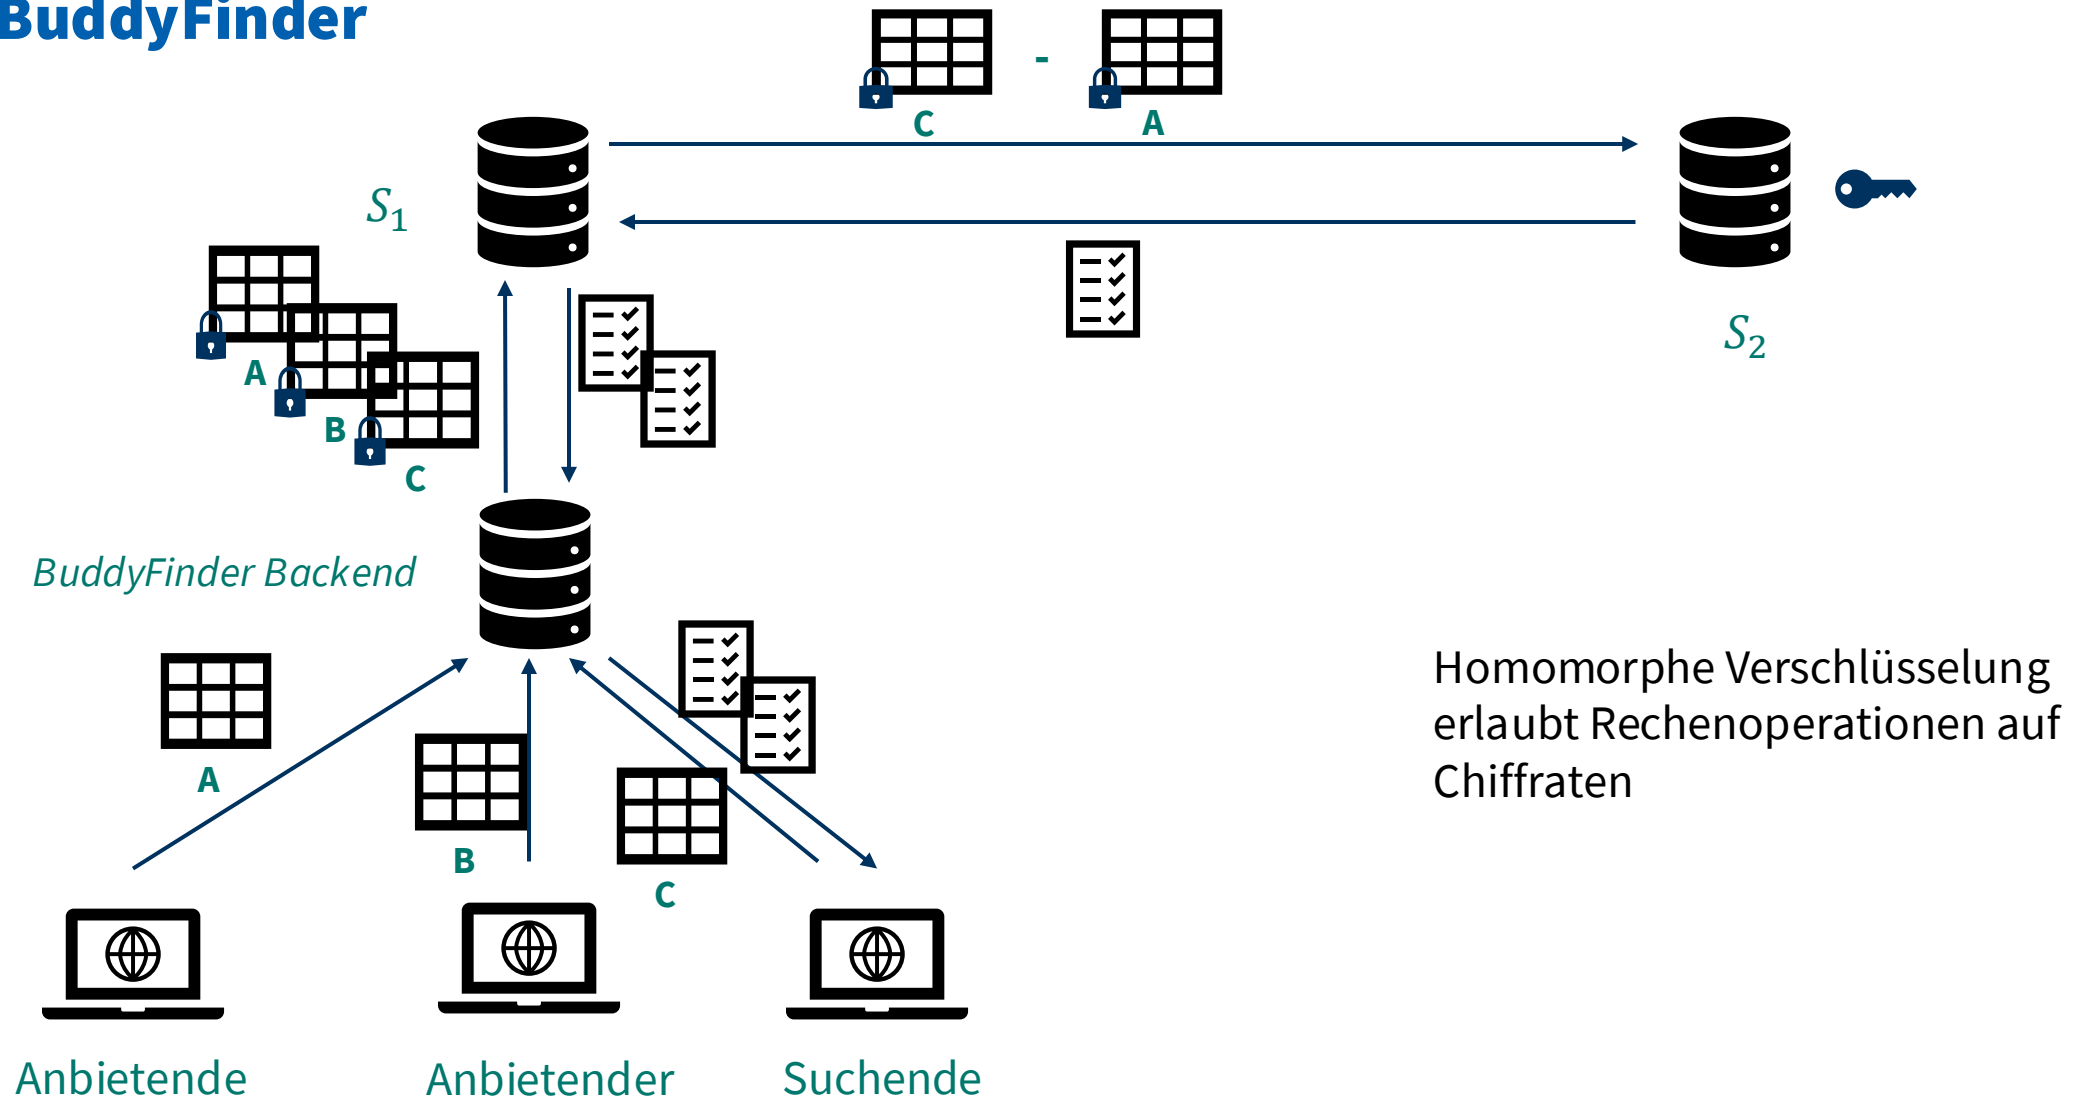 BuddyFinder
-
C
A
S1
S2
A
B
C
BuddyFinder Backend
Homomorphe Verschlüsselung
erlaubt Rechenoperationen auf
Chiffraten
A
B
C
Anbietende
Anbietender
Suchende